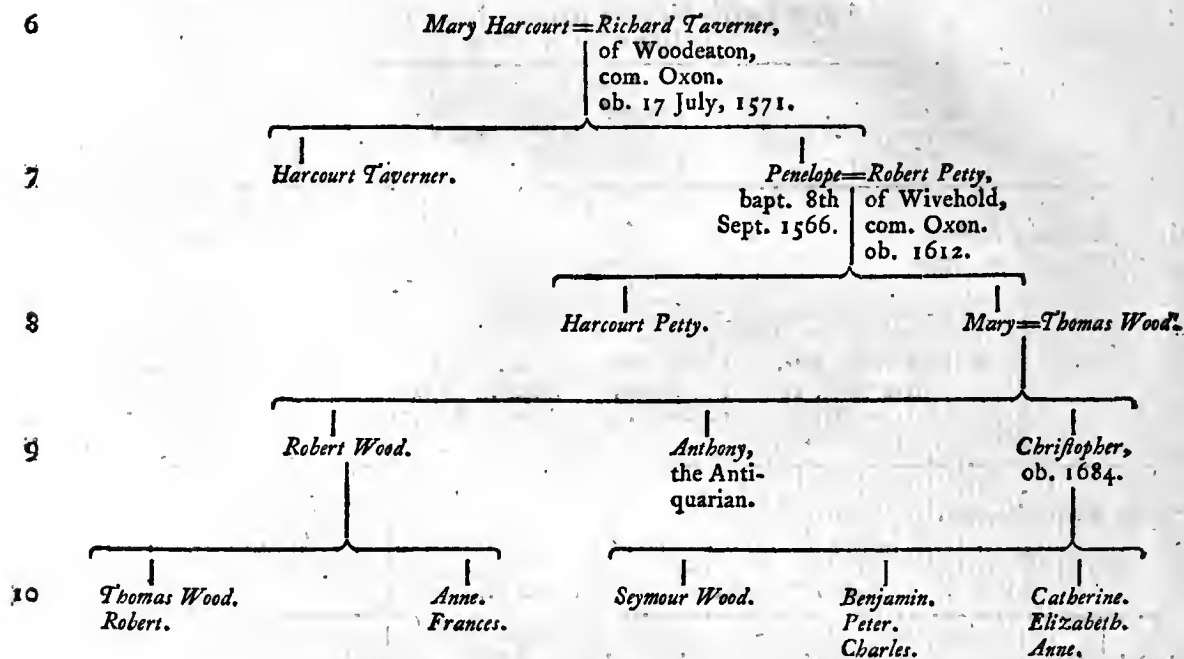 6
Mary Harcourt=Richard Taverner,
of Woodeaton,
com. Oxon.
ob. 17 July, 1571.
7
Harcourt Taverner.
Penelope=Robert Petty,
bapt. 8th
Sept. 1566.
of Wivehold,
com. Oxon.
ob. 1612.
8
Harcourt Petty.
Mary=Thomas Wood.
9
Robert Wood.
Anthony,
the Anti-
quarian.
Chriſtopher,
ob. 1684.
10
Thomas Wood.
Robert.
Anne.
Frances.
Seymour Wood.
Benjamin.
Peter.
Charles.
Catherine.
Elizabeth.
Anne.